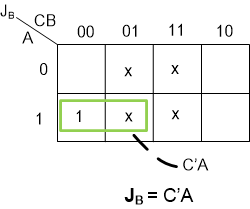 J_B CB
A 00 01 11 10
0 x x
1 1 x x
C'A
J_B = C'A